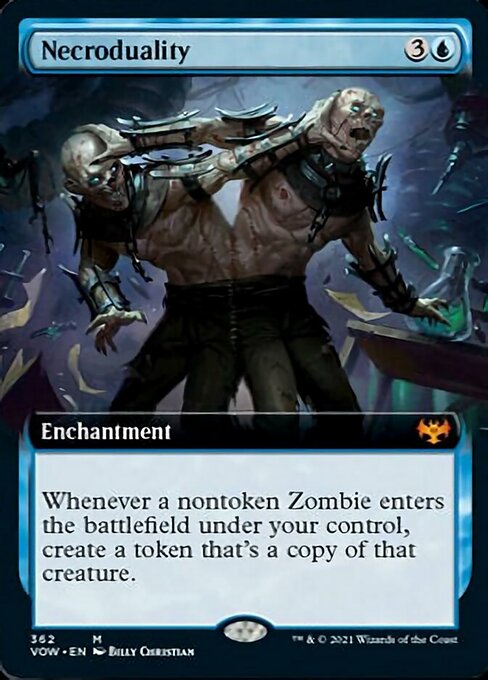 Necroduality 3
Enchantment
Whenever a nontoken Zombie enters
the battlefield under your control,
create a token that's a copy of that
creature.
362 M
VOW • EN Billy Christian
™ & © 2021 Wizards of the Coast